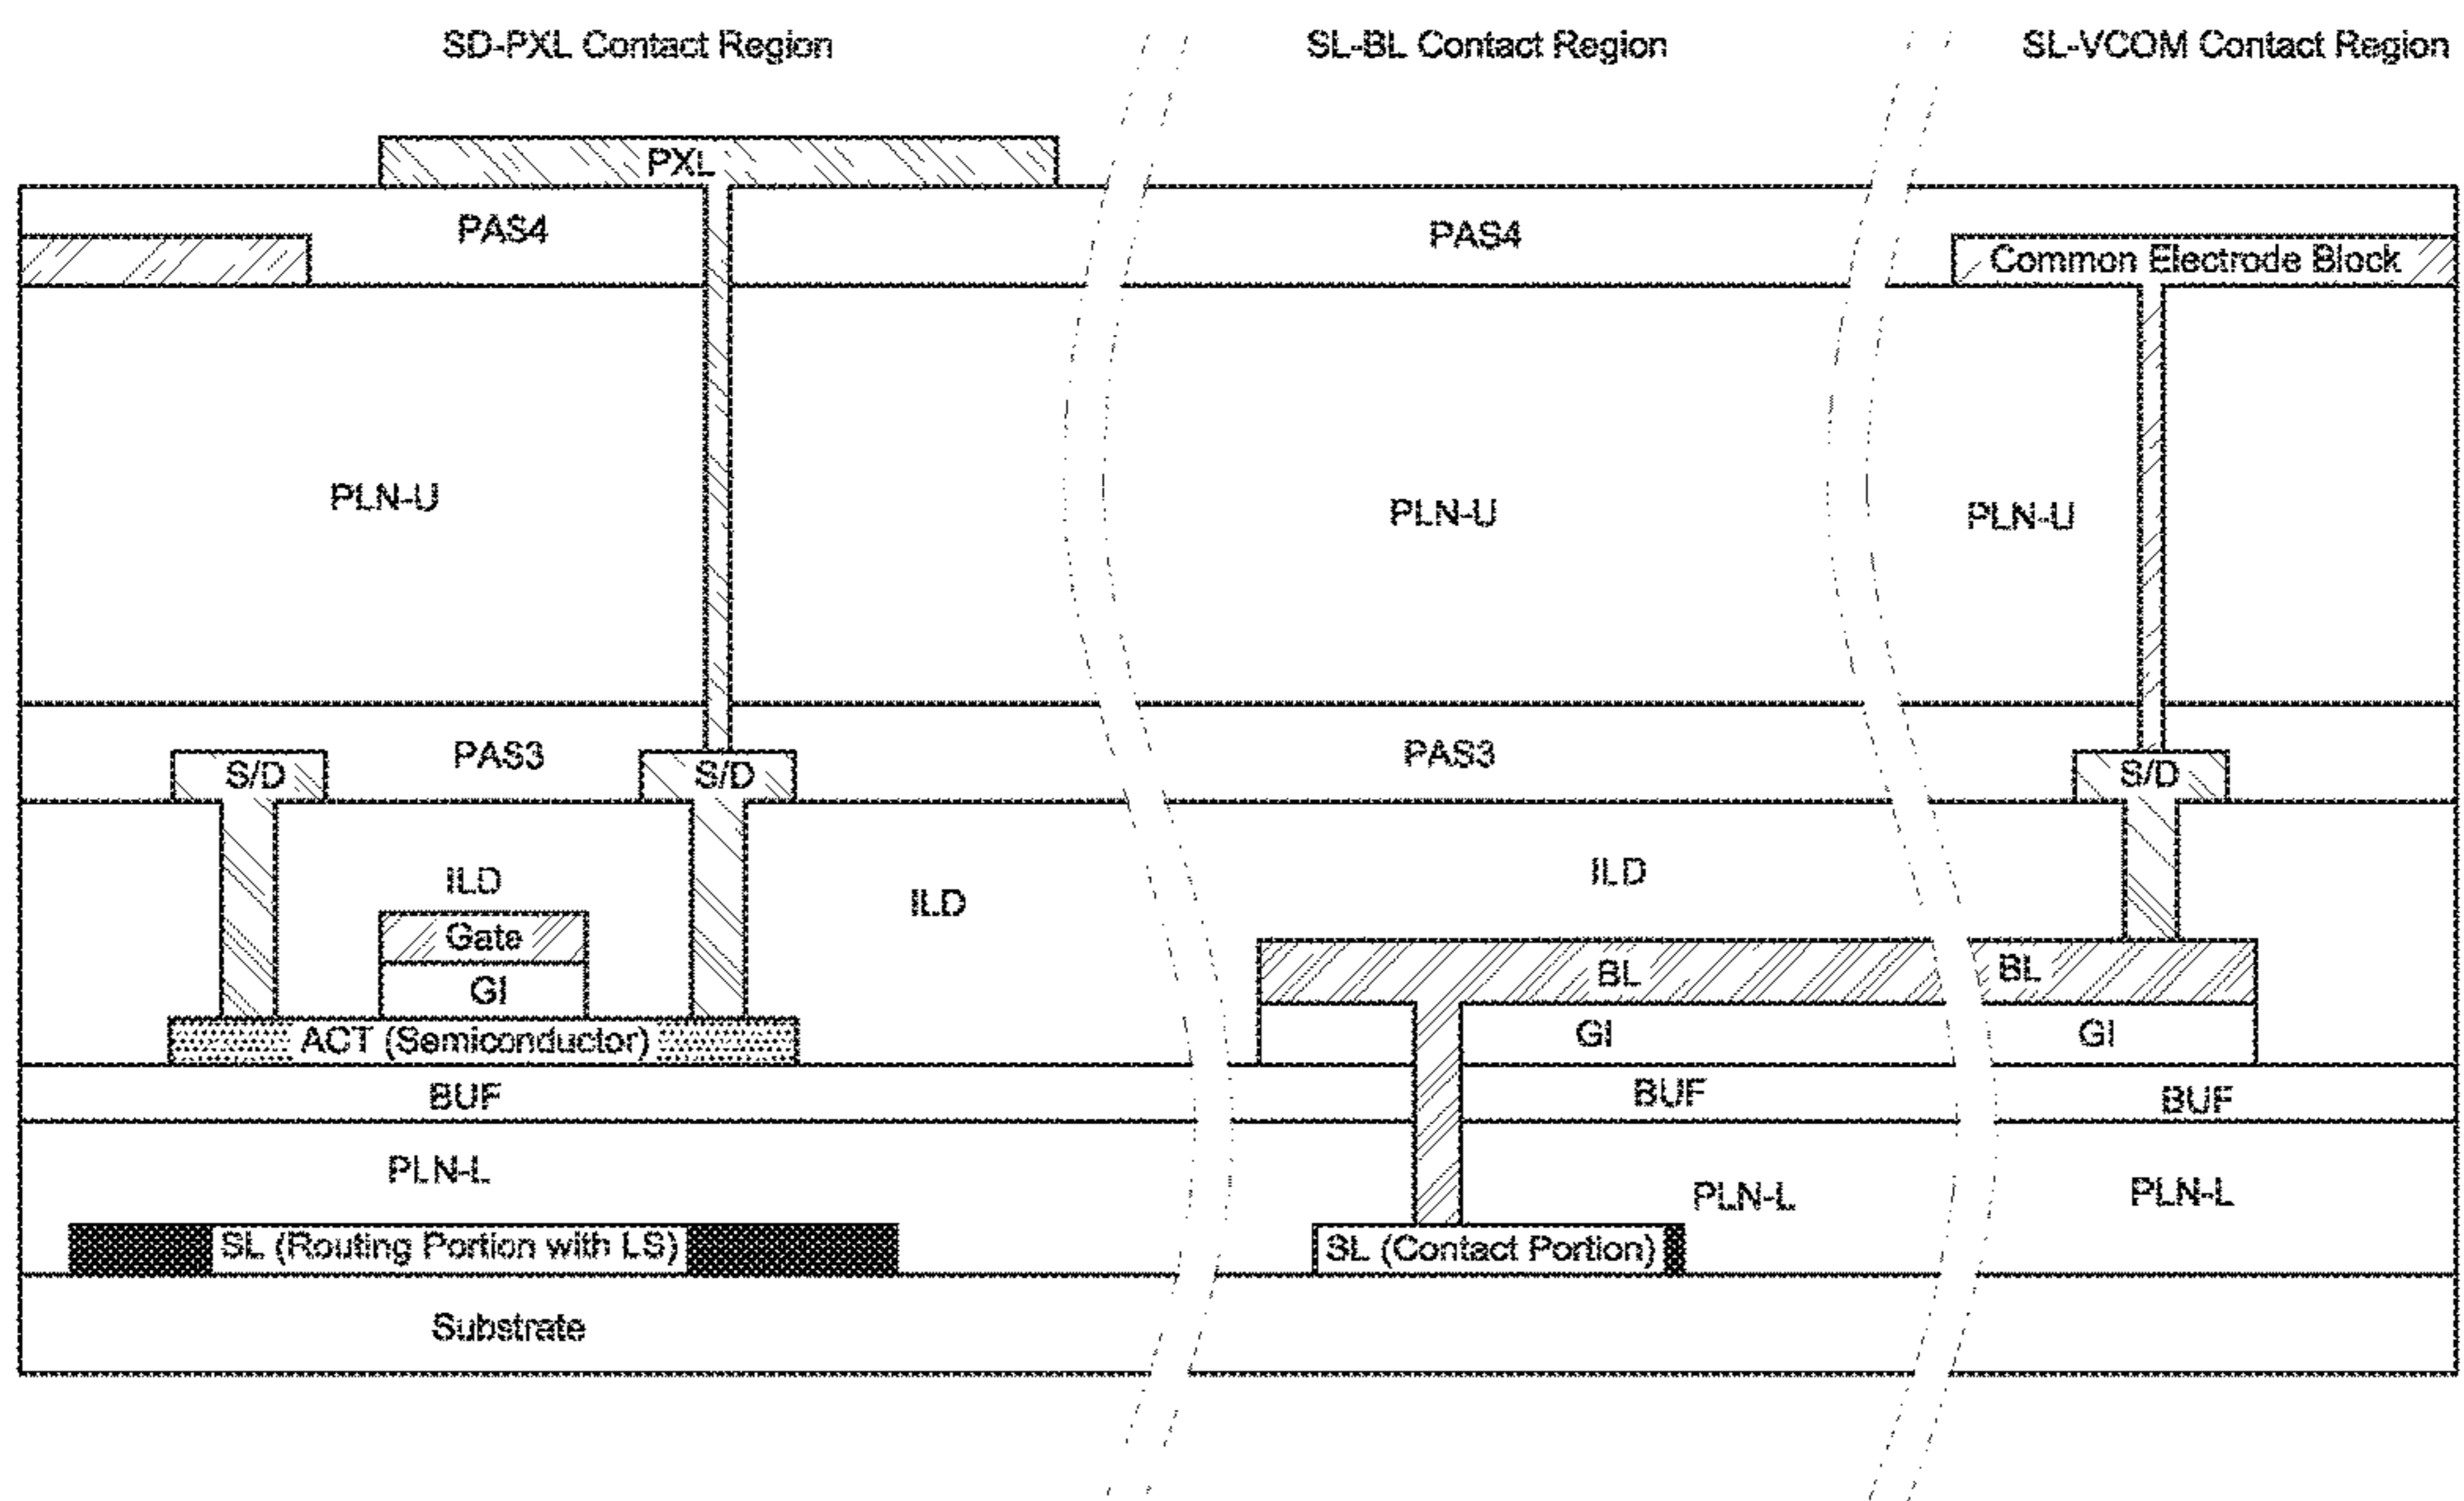 SD-PXL Contact Region
SL-BL Contact Region
SL-VCOM Contact Region
PXL
PAS4
PAS4
Common Electrode Block
PLN-U
PLN-U
PLN-U
PAS3
PAS3
S/D
S/D
S/D
ILD
ILD
ILD
Gate
GI
BL
BL
ACT (Semiconductor)
GI
GI
BUF
BUF
BUF
PLN-L
PLN-L
PLN-L
SL (Routing Portion with LS)
SL (Contact Portion)
Substrate